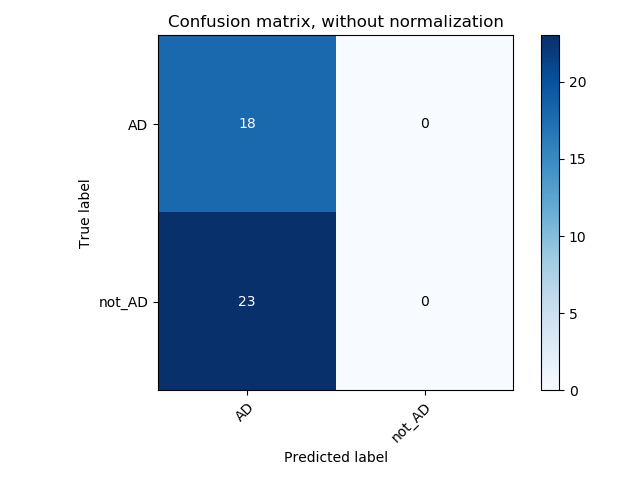 Confusion matrix, without normalization
True label
AD
not_AD
18
0
23
0
AD
not_AD
Predicted label
20
15
10
5
0